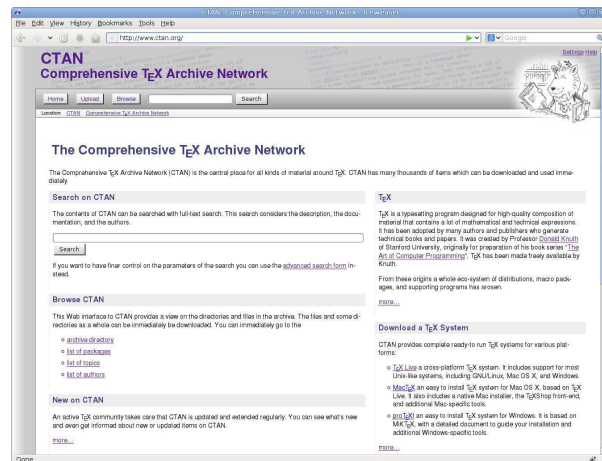 CTAN: Comprehensive TeX Archive Network - Iceweasel
File Edit View History Bookmarks Tools Help
http://www.ctan.org/
Google
CTAN
Comprehensive TEX Archive Network
Settings Help
Home Upload Browse Search
Location: CTAN Comprehensive TEX Archive Network
The Comprehensive TEX Archive Network
The Comprehensive TEX Archive Network (CTAN) is the central place for all kinds of material around TEX. CTAN has many thousands of items which can be downloaded and used imme-
diately.
Search on CTAN
The contents of CTAN can be searched with full-text search. This search considers the description, the docu-
mentation, and the authors.
Search
If you want to have finer control on the parameters of the search you can use the advanced search form in-
stead.
Browse CTAN
This Web interface to CTAN provides a view on the directories and files in the archive. The files and some di-
rectories as a whole can be immediately be downloaded. You can immediately go to the
archive directory
list of packages
list of topics
list of authors
New on CTAN
An active TEX community takes care that CTAN is updated and extended regularly. You can see what's new
and even get informed about new or updated items on CTAN.
more...
TEX
TEX is a typesetting program designed for high-quality composition of
material that contains a lot of mathematical and technical expressions.
It has been adopted by many authors and publishers who generate
technical books and papers. It was created by Professor Donald Knuth
of Stanford University, originally for preparation of his book series "The
Art of Computer Programming". TEX has been made freely available by
Knuth.
From these origins a whole eco-system of distributions, macro pack-
ages, and supporting programs has arosen.
more...
Download a TEX System
CTAN provides complete ready-to run TEX systems for various plat-
forms:
TEX Live a cross-platform TEX system. It includes support for most
Unix-like systems, including GNU/Linux, Mac OS X, and Windows.
MacTEX an easy to install TEX system for Mac OS X, based on TEX
Live. It also includes a native Mac installer, the TEXShop front-end,
and additional Mac-specific tools.
proTEXt an easy to install TEX system for Windows. It is based on
MiKTEX, with a detailed document to guide your installation and
additional Windows-specific tools.
more...
Done